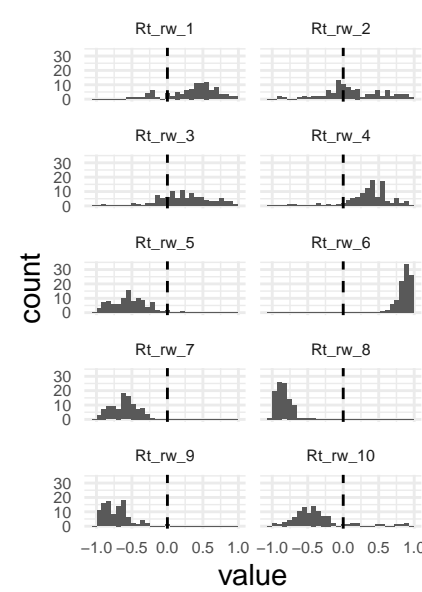 Rt_rw_1 Rt_rw_2
30
20
10
0
Rt_rw_3 Rt_rw_4
30
20
10
0
Rt_rw_5 Rt_rw_6
30
20
10
0
Rt_rw_7 Rt_rw_8
30
20
10
0
Rt_rw_9 Rt_rw_10
30
20
10
0
count
−1.0 −0.5 0.0 0.5 1.0 −1.0 −0.5 0.0 0.5 1.0
value